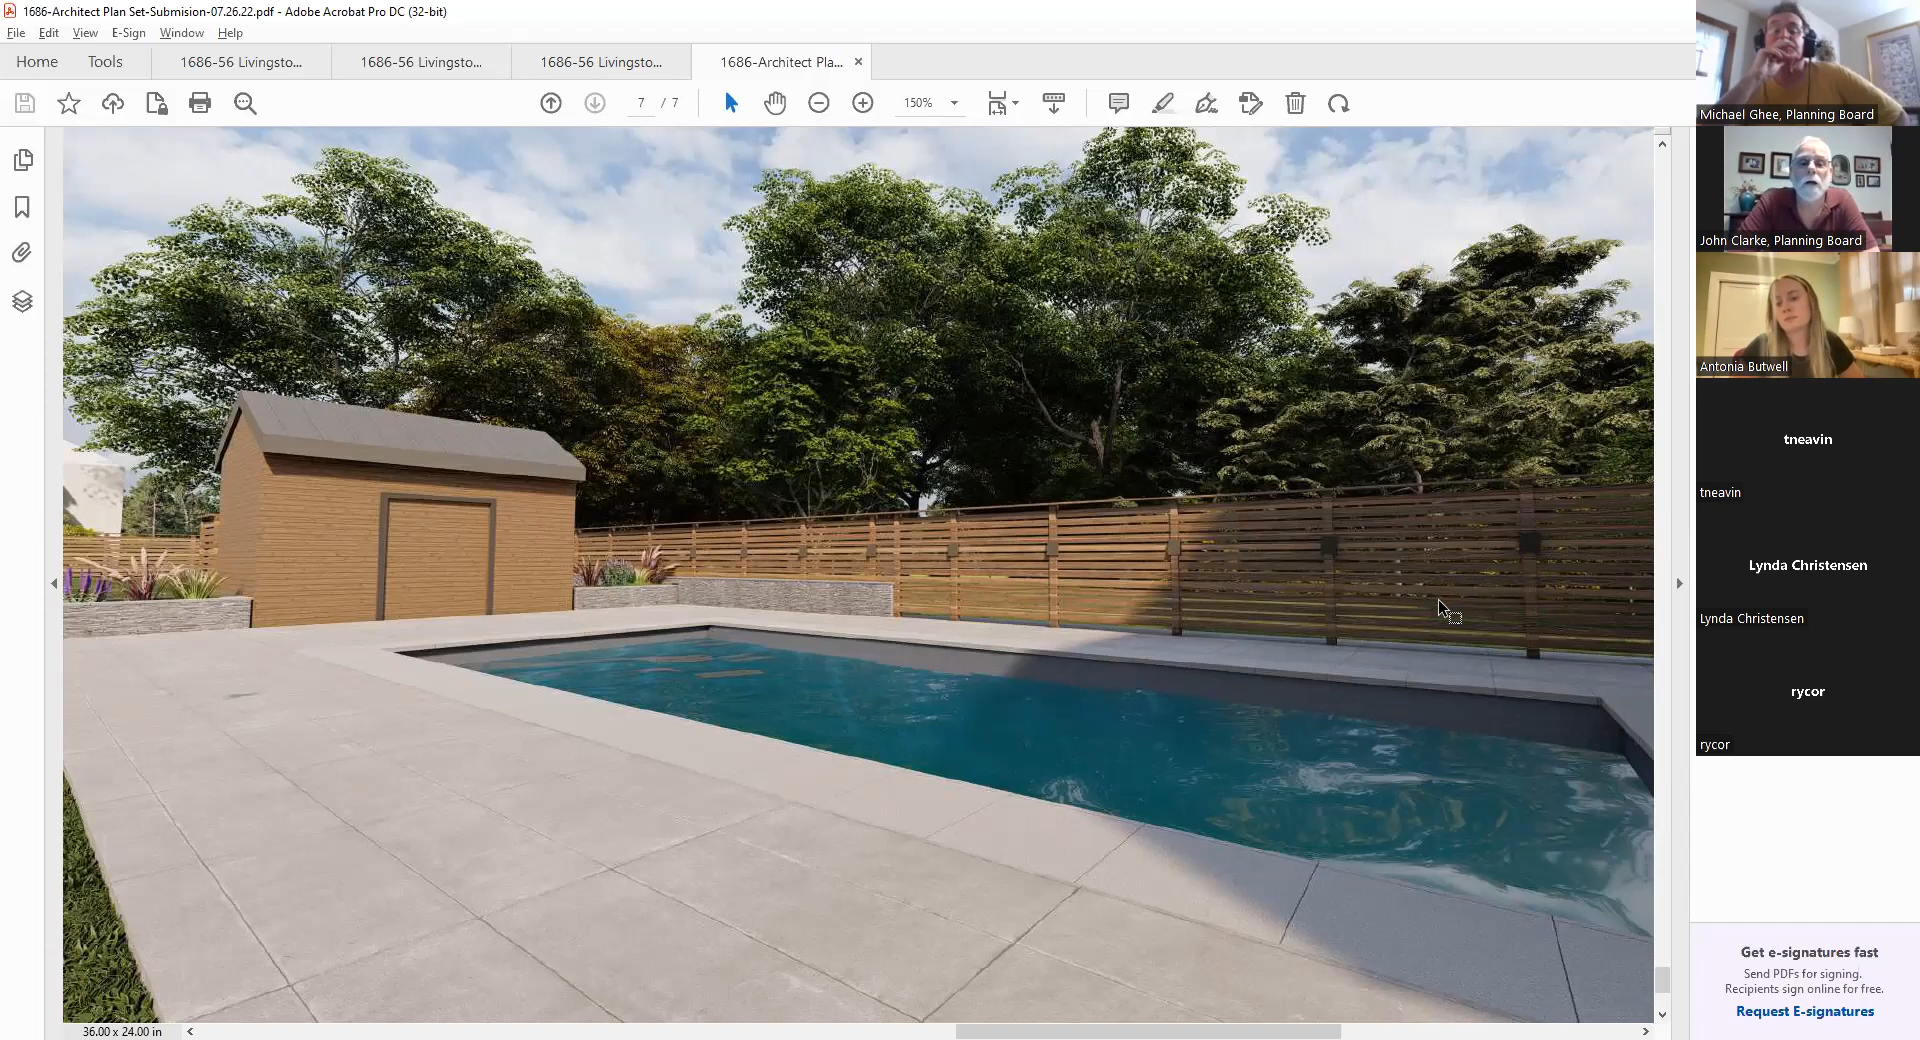 1686-Architect Plan Set-Submision-07.26.22.pdf - Adobe Acrobat Pro DC (32-bit)
File Edit View E-Sign Window Help
Home Tools 1686-56 Livingsto... 1686-56 Livingsto... 1686-56 Livingsto... 1686-Architect Pla... ×
7 / 7 150%
Michael Ghee, Planning Board
John Clarke, Planning Board
Antonia Butwell
tneavin
tneavin
Lynda Christensen
Lynda Christensen
rycor
rycor
Get e-signatures fast
Send PDFs for signing.
Recipients sign online for free.
Request E-signatures
36.00 x 24.00 in